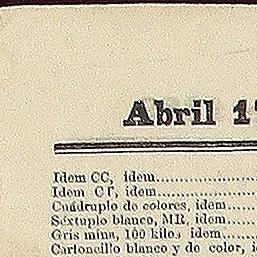 Abril 1
Idem CC, idem
Idem CF, idem
Cuádruplo de colores, idem
Séxtuplo blanco, MR, idem
Gris mina, 100 kilos idem
Cartoncillo blanco y de color, i